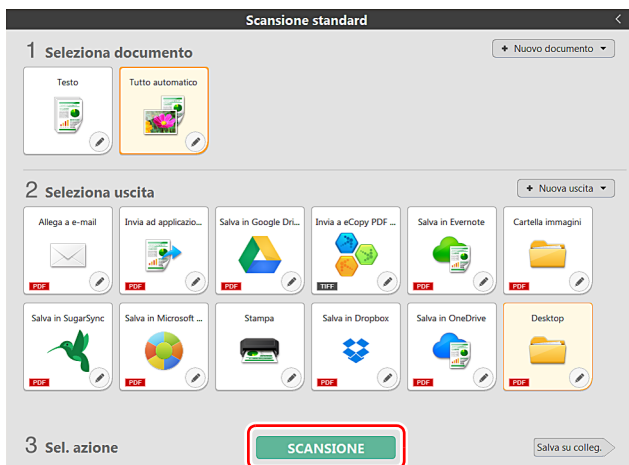 Scansione standard
1 Seleziona documento
+ Nuovo documento
Testo
Tutto automatico
2 Seleziona uscita
+ Nuova uscita
Allega a e-mail
Invia ad applicazio...
Salva in Google Dri...
Invia a eCopy PDF ...
Salva in Evernote
Cartella immagini
PDF
PDF
PDF
TIFF
PDF
PDF
Salva in SugarSync
Salva in Microsoft ...
Stampa
Salva in Dropbox
Salva in OneDrive
Desktop
PDF
PDF
PDF
PDF
PDF
3 Sel. azione
SCANSIONE
Salva su colleg.